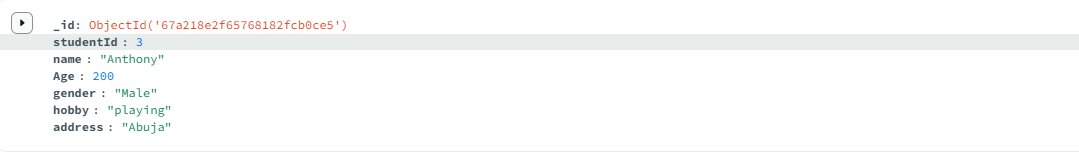 _id: ObjectId('67a218e2f65768182fcb0ce5')
studentId : 3
name : "Anthony"
Age : 200
gender : "Male"
hobby : "playing"
address : "Abuja"